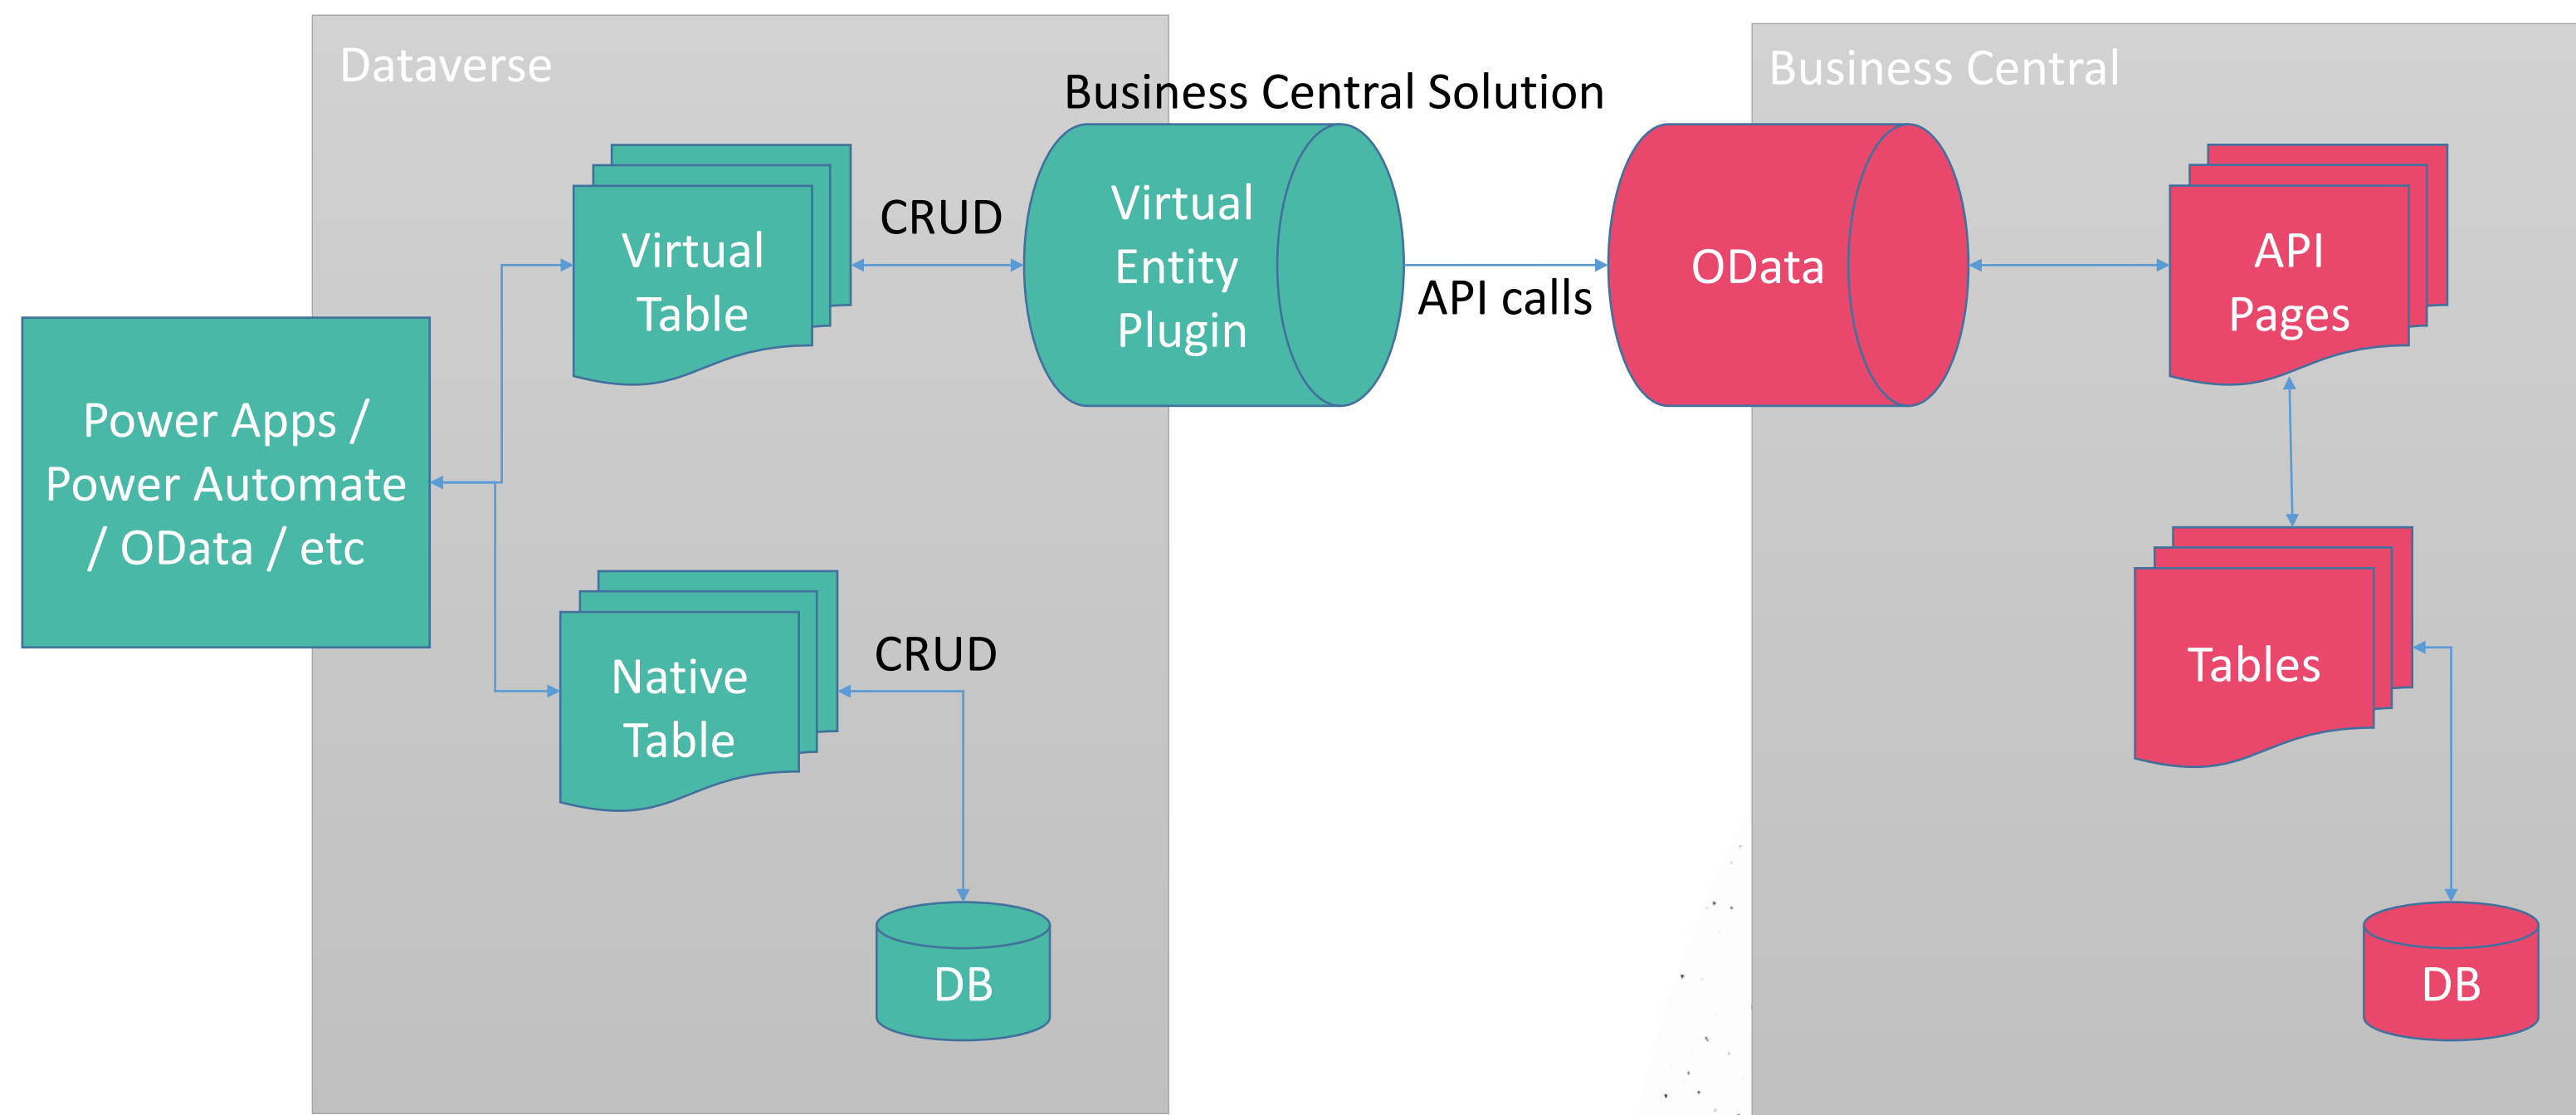 Dataverse
Business Central Solution
Business Central
Virtual
Table
CRUD
Virtual
Entity
Plugin
API calls
OData
API
Pages
Power Apps /
Power Automate
/ OData / etc
Native
Table
CRUD
Tables
DB
DB